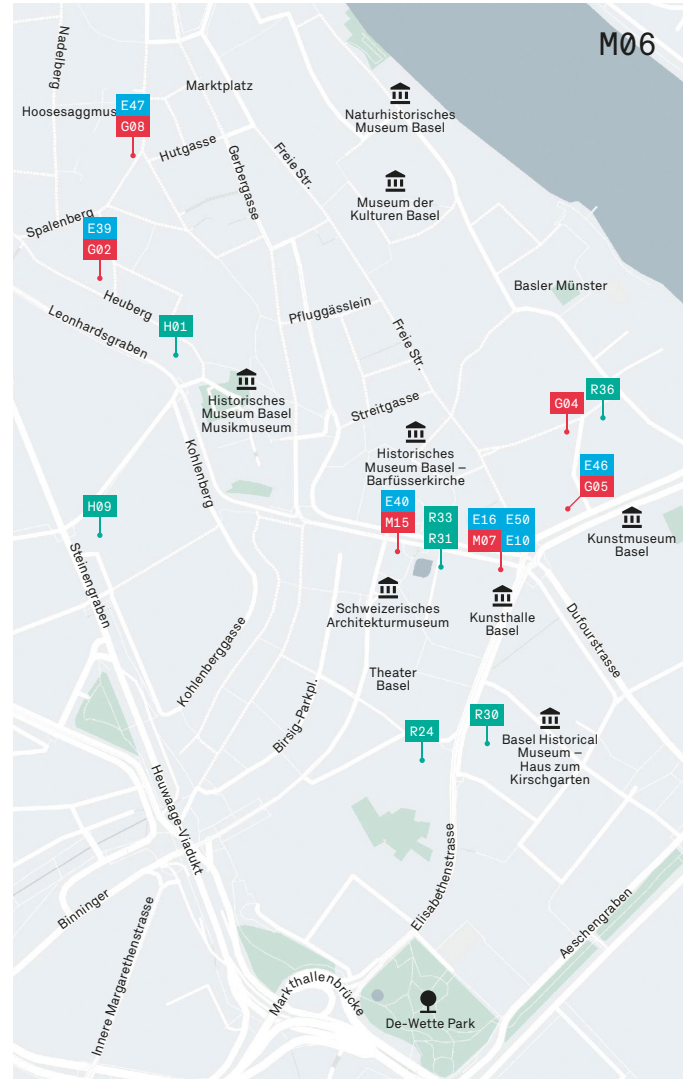 M06
Nadelberg
Marktplatz
Hoosesaggmus
E47
G08
Naturhistorisches
Museum Basel
Hutgasse
Gerbergasse
Freie Str.
Museum der
Kulturen Basel
Spalenberg
E39
G02
Heuberg
Leonhardsgraben
H01
Pfluggässlein
Basler Münster
Freie Str.
Historisches
Museum Basel
Musikmuseum
Streitgasse
G04
R36
Kohlenberg
Historisches
Museum Basel –
Barfüsserkirche
E46
G05
H09
E40
M15
R33
R31
E16 E50
M07 E10
Kunstmuseum
Basel
Steinengraben
Schweizerisches
Architekturmuseum
Kunsthalle
Basel
Dufourstrasse
Kohlenberggasse
Birsig-Parkpl.
Theater
Basel
R24
R30
Basel Historical
Museum –
Haus zum
Kirschgarten
Heuwaage-Viadukt
Elisabethenstrasse
Binninger
Innere Margarethenstrasse
Aeschengraben
Markthallenbrücke
De-Wette Park